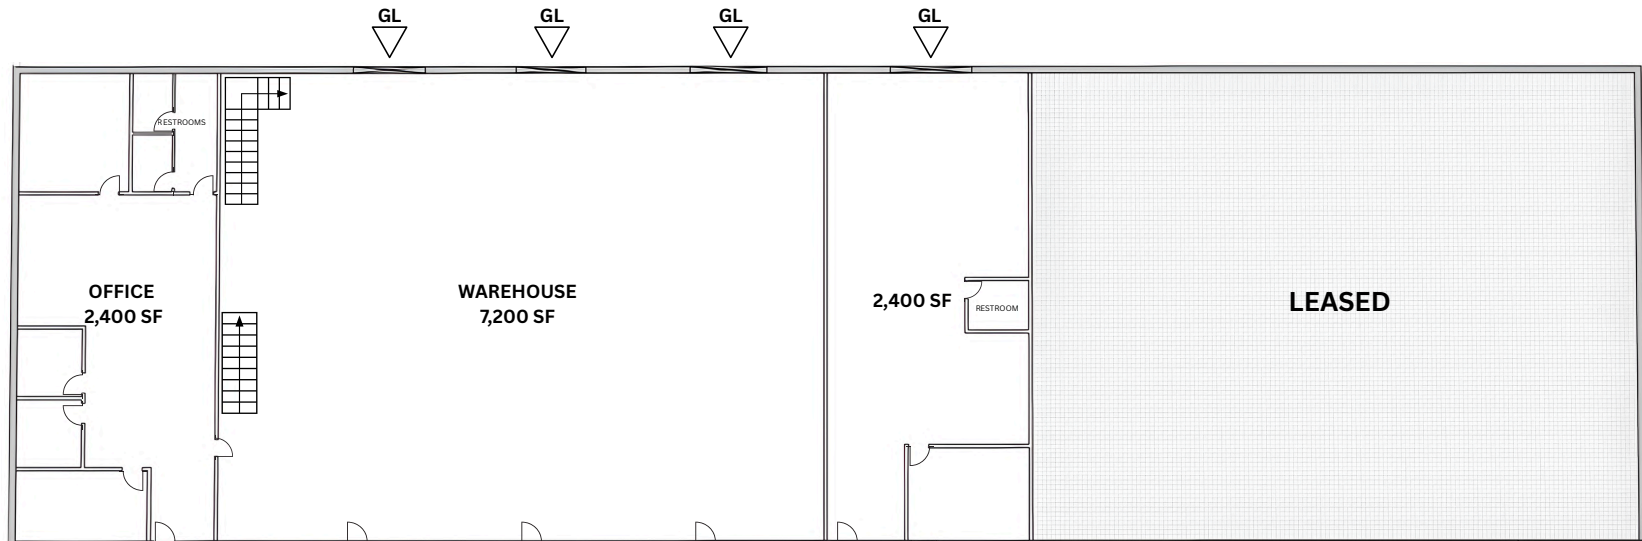 GL
GL
GL
GL
RESTROOMS
OFFICE
2,400 SF
WAREHOUSE
7,200 SF
2,400 SF
RESTROOM
LEASED